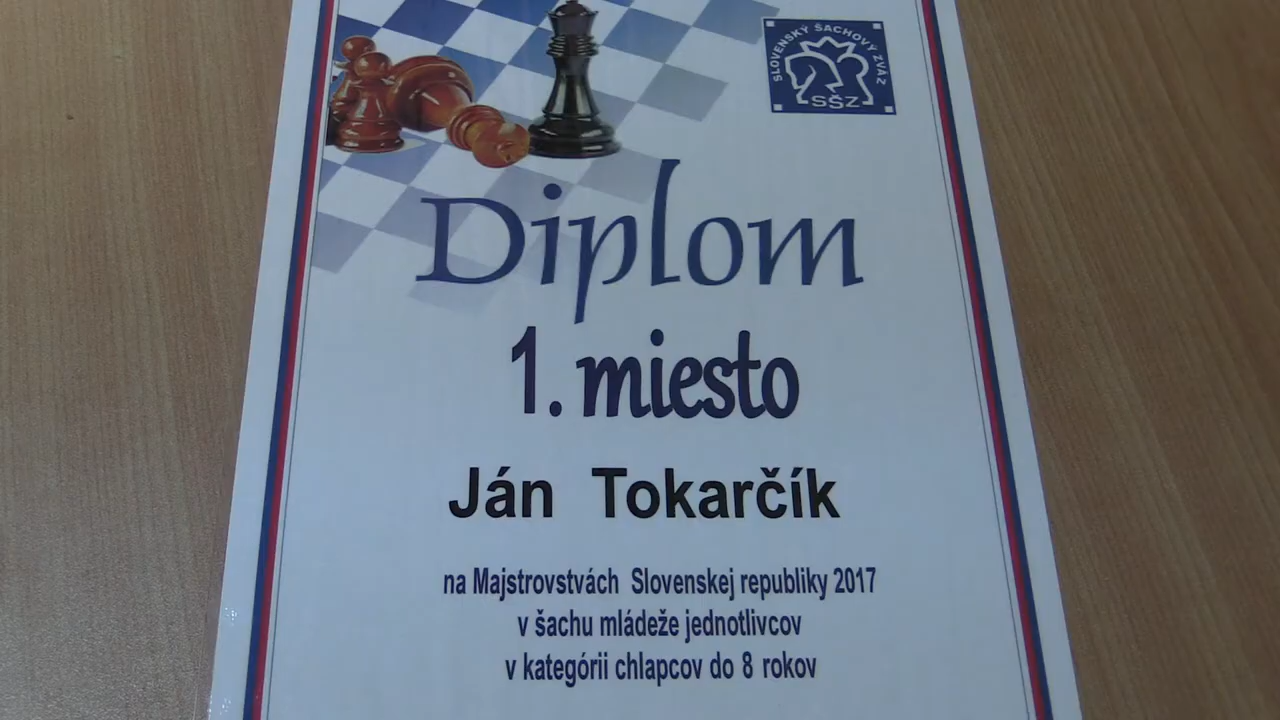 SLOVENSKÝ ŠACHOVÝ ZVÄZ
SŠZ
Diplom
1. miesto
Ján Tokarčík
na Majstrovstvách Slovenskej republiky 2017
v šachu mládeže jednotlivcov
v kategórii chlapcov do 8 rokov